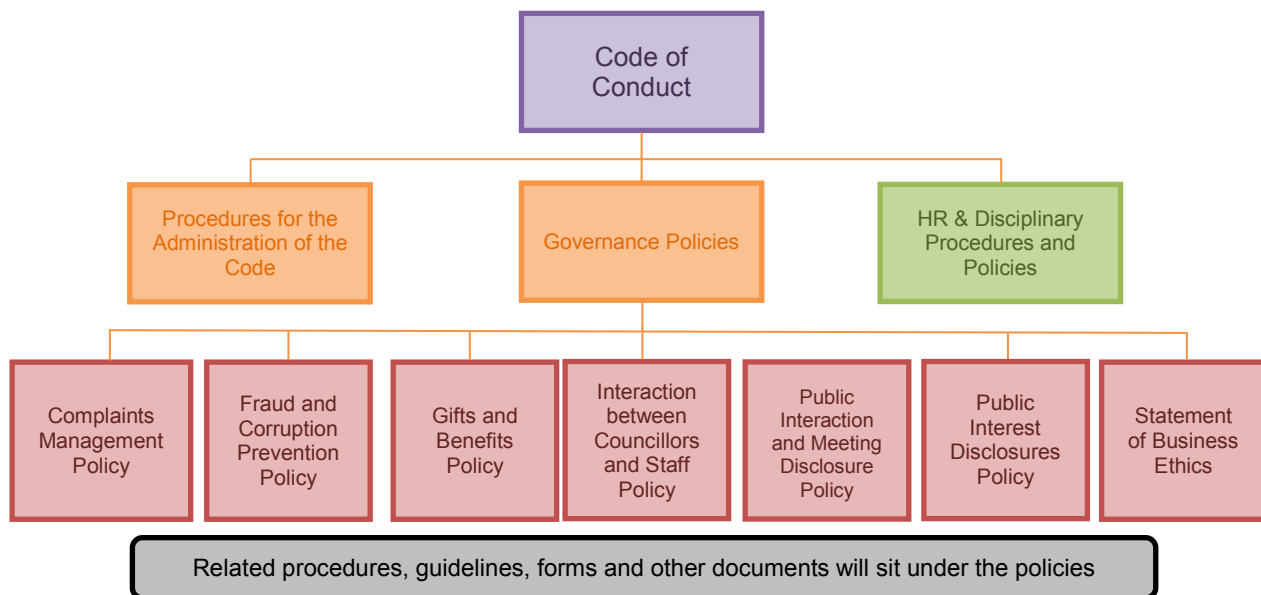 Code of
Conduct
Procedures for the
Administration of the
Code
Governance Policies
HR & Disciplinary
Procedures and
Policies
Complaints
Management
Policy
Fraud and
Corruption
Prevention
Policy
Gifts and
Benefits
Policy
Interaction
between
Councillors
and Staff
Policy
Public
Interaction
and Meeting
Disclosure
Policy
Public
Interest
Disclosures
Policy
Statement
of Business
Ethics
Related procedures, guidelines, forms and other documents will sit under the policies